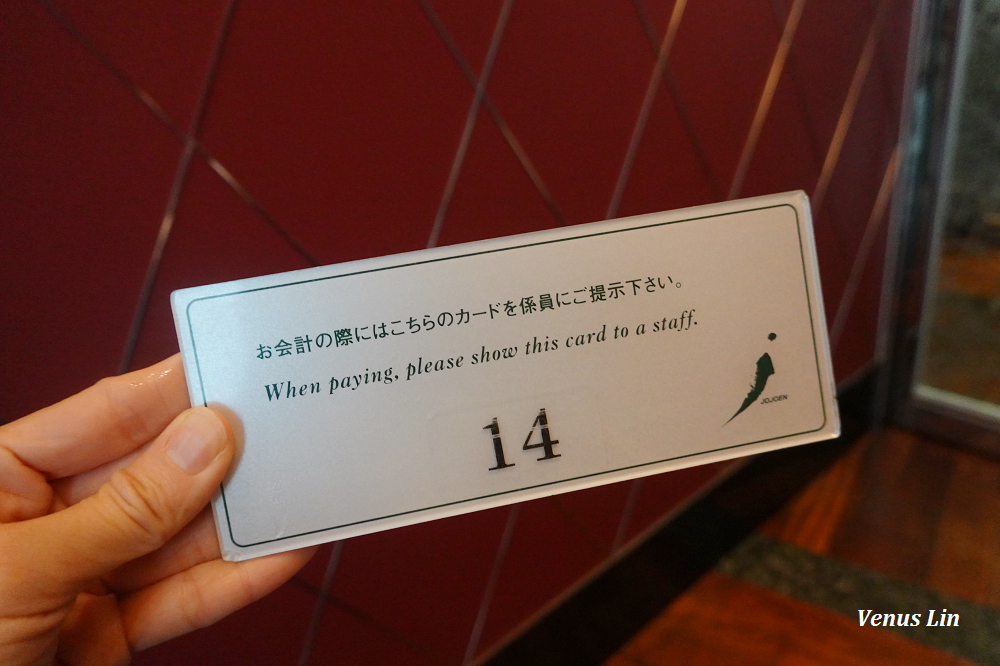 お会計の際にはこちらのカードを係員にご提示下さい。
When paying, please show this card to a staff.
14
JOJOEN
Venus Lin